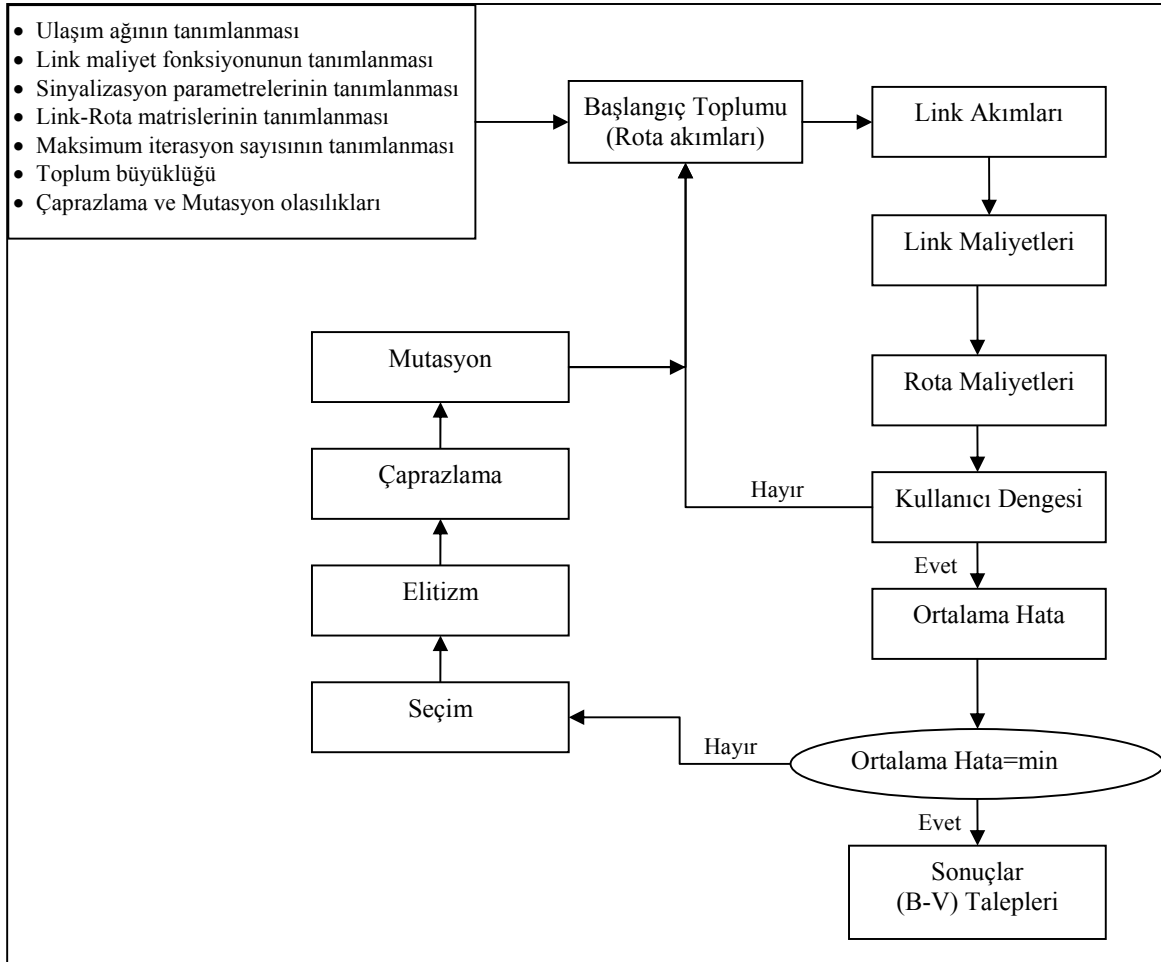 • Ulaşım ağının tanımlanması
• Link maliyet fonksiyonunun tanımlanması
• Sinyalizasyon parametrelerinin tanımlanması
• Link-Rota matrislerinin tanımlanması
• Maksimum iterasyon sayısının tanımlanması
• Toplum büyüklüğü
• Çaprazlama ve Mutasyon olasılıkları
Başlangıç Toplumu
(Rota akımları)
Link Akımları
Link Maliyetleri
Rota Maliyetleri
Kullanıcı Dengesi
Hayır
Evet
Ortalama Hata
Ortalama Hata=min
Hayır
Evet
Sonuçlar
(B-V) Talepleri
Seçim
Elitizm
Çaprazlama
Mutasyon